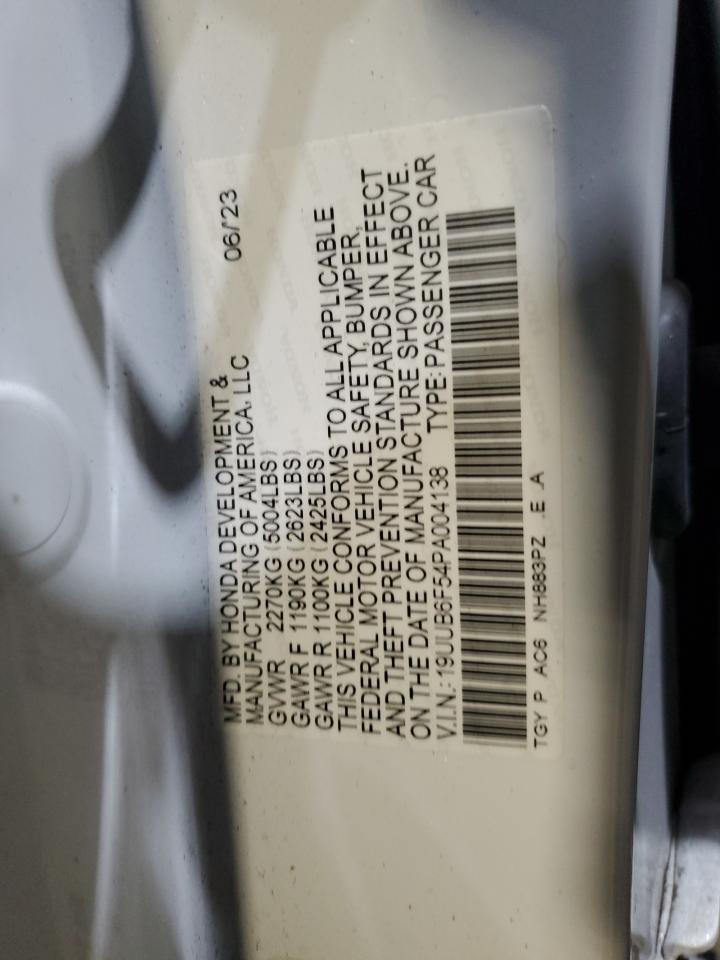 MFD. BY HONDA DEVELOPMENT & 06/'23
MANUFACTURING OF AMERICA, LLC
GVWR 2270KG (5004LBS)
GAWR F 1190KG (2623LBS)
GAWR R 1100KG (2425LBS)
THIS VEHICLE CONFORMS TO ALL APPLICABLE
FEDERAL MOTOR VEHICLE SAFETY, BUMPER,
AND THEFT PREVENTION STANDARDS IN EFFECT
ON THE DATE OF MANUFACTURE SHOWN ABOVE.
V.I.N.: 19UUB6F54PA004138 TYPE: PASSENGER CAR
TGY P AC6 NH883PZ .E .A